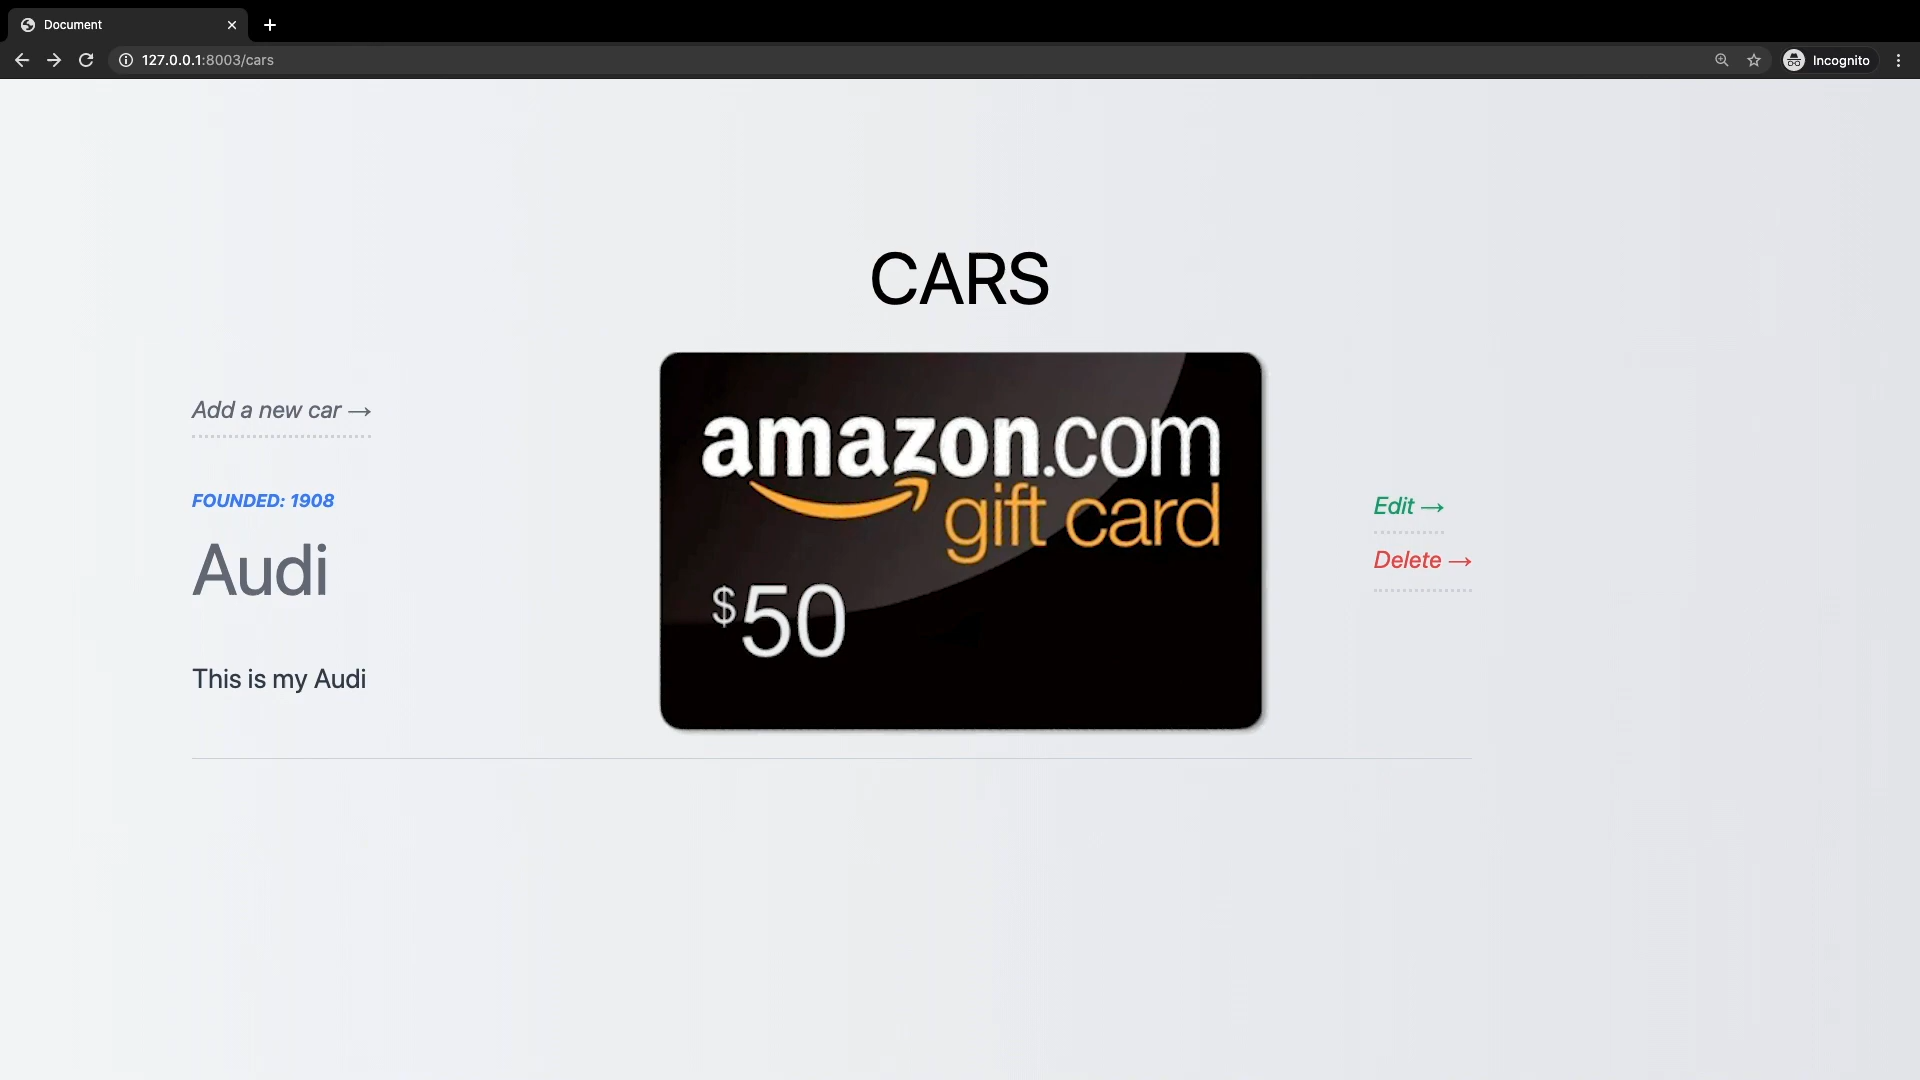 Document
127.0.0.1:8003/cars
Incognito
CARS
Add a new car →
FOUNDED: 1908
Audi
This is my Audi
amazon.com
gift card
$50
Edit →
Delete →